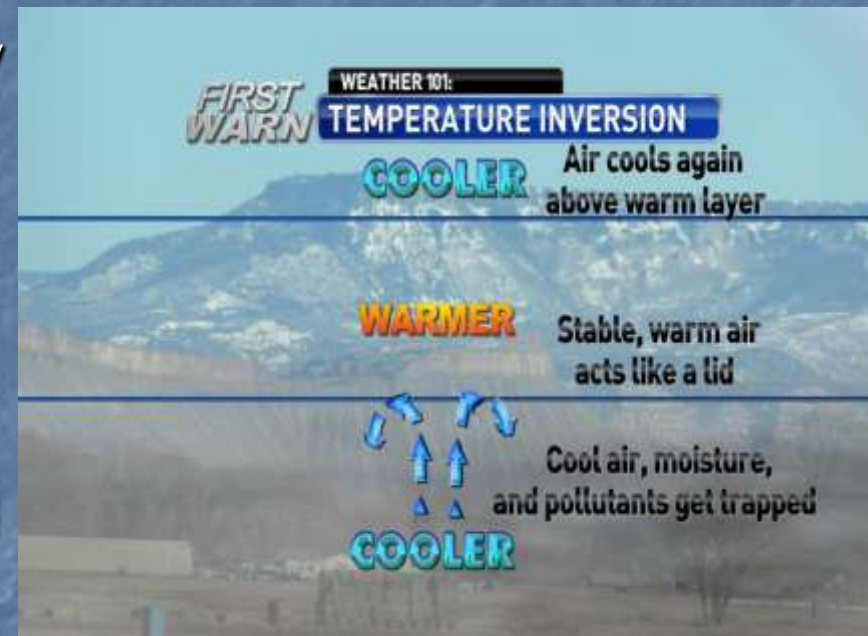 FIRST
WARN
WEATHER 101:
TEMPERATURE INVERSION
COOLER
Air cools again
above warm layer
WARMER
Stable, warm air
acts like a lid
Cool air, moisture,
and pollutants get trapped
COOLER